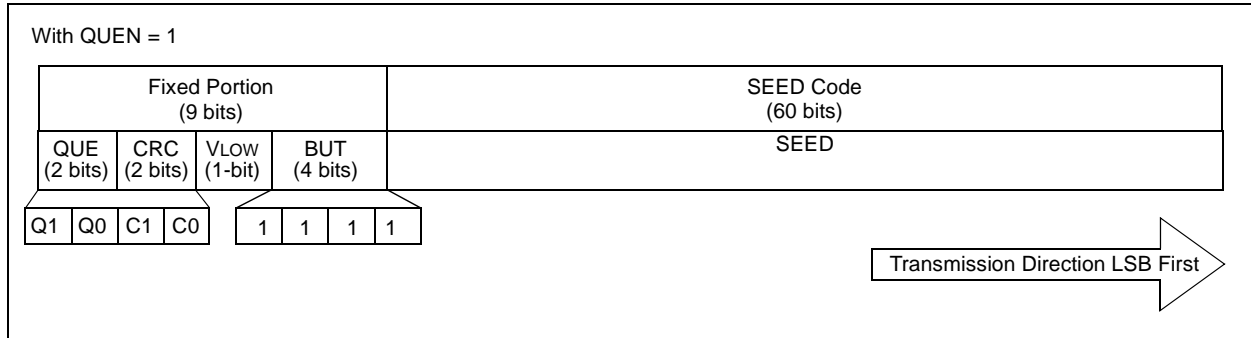 With QUEN = 1
Fixed Portion
(9 bits)
SEED Code
(60 bits)
QUE
(2 bits)
CRC
(2 bits)
VLOW
(1-bit)
BUT
(4 bits)
SEED
Q1 Q0 C1 C0 1 1 1 1
Transmission Direction LSB First